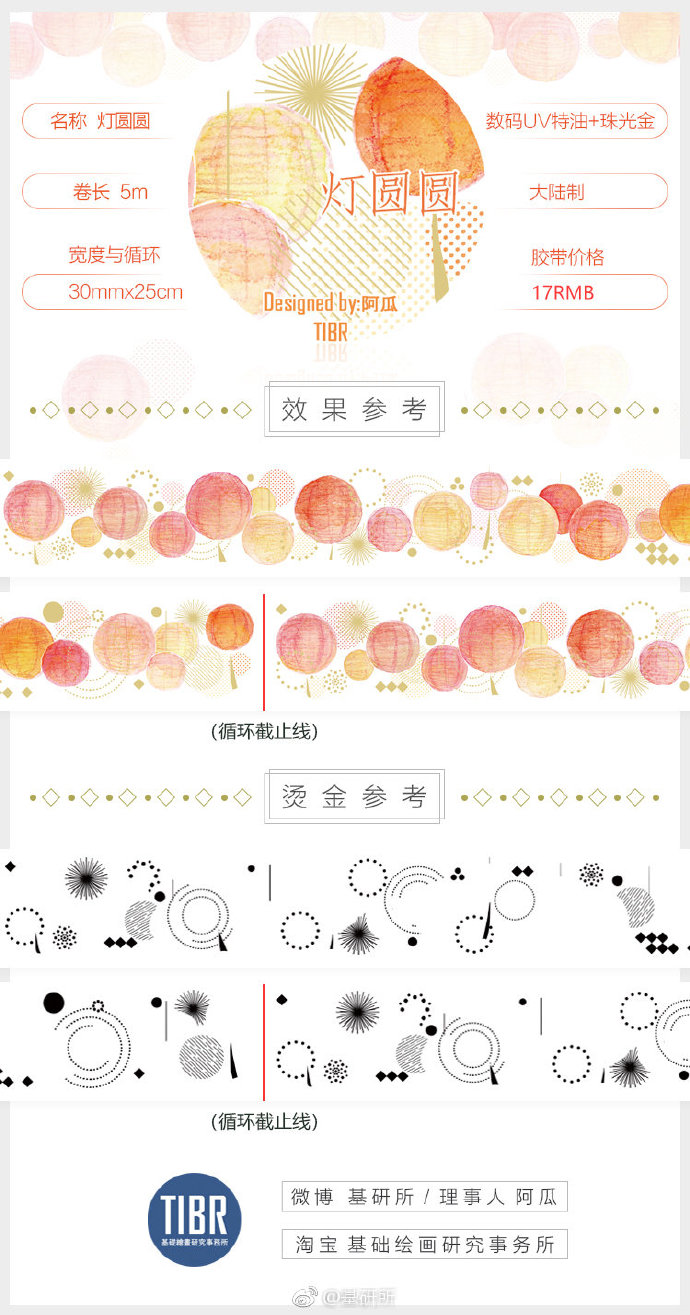 名称 灯圆圆
数码UV特油+珠光金
卷长 5m
大陆制
宽度与循环
30mmx25cm
胶带价格
17RMB
灯圆圆
Designed by:阿瓜
TIBR
效果参考
(循环截止线)
烫金参考
(循环截止线)
TIBR
基礎繪畫研究事務所
微博 基研所 / 理事人 阿瓜
淘宝 基础绘画研究事务所
@基研所